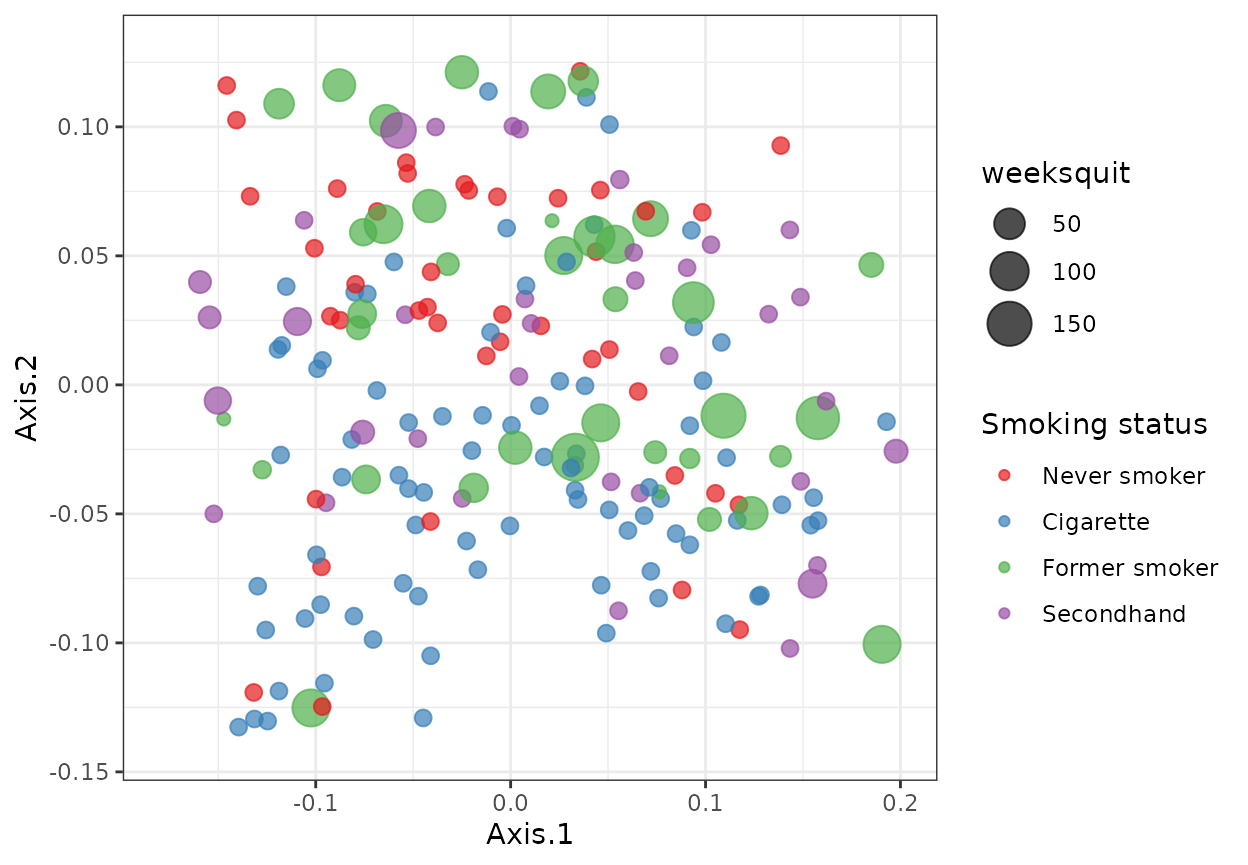 0.10
0.05
0.00
-0.05
-0.10
-0.15
Axis.2
-0.1
0.0
0.1
0.2
Axis.1
weeksquit
50
100
150
Smoking status
Never smoker
Cigarette
Former smoker
Secondhand